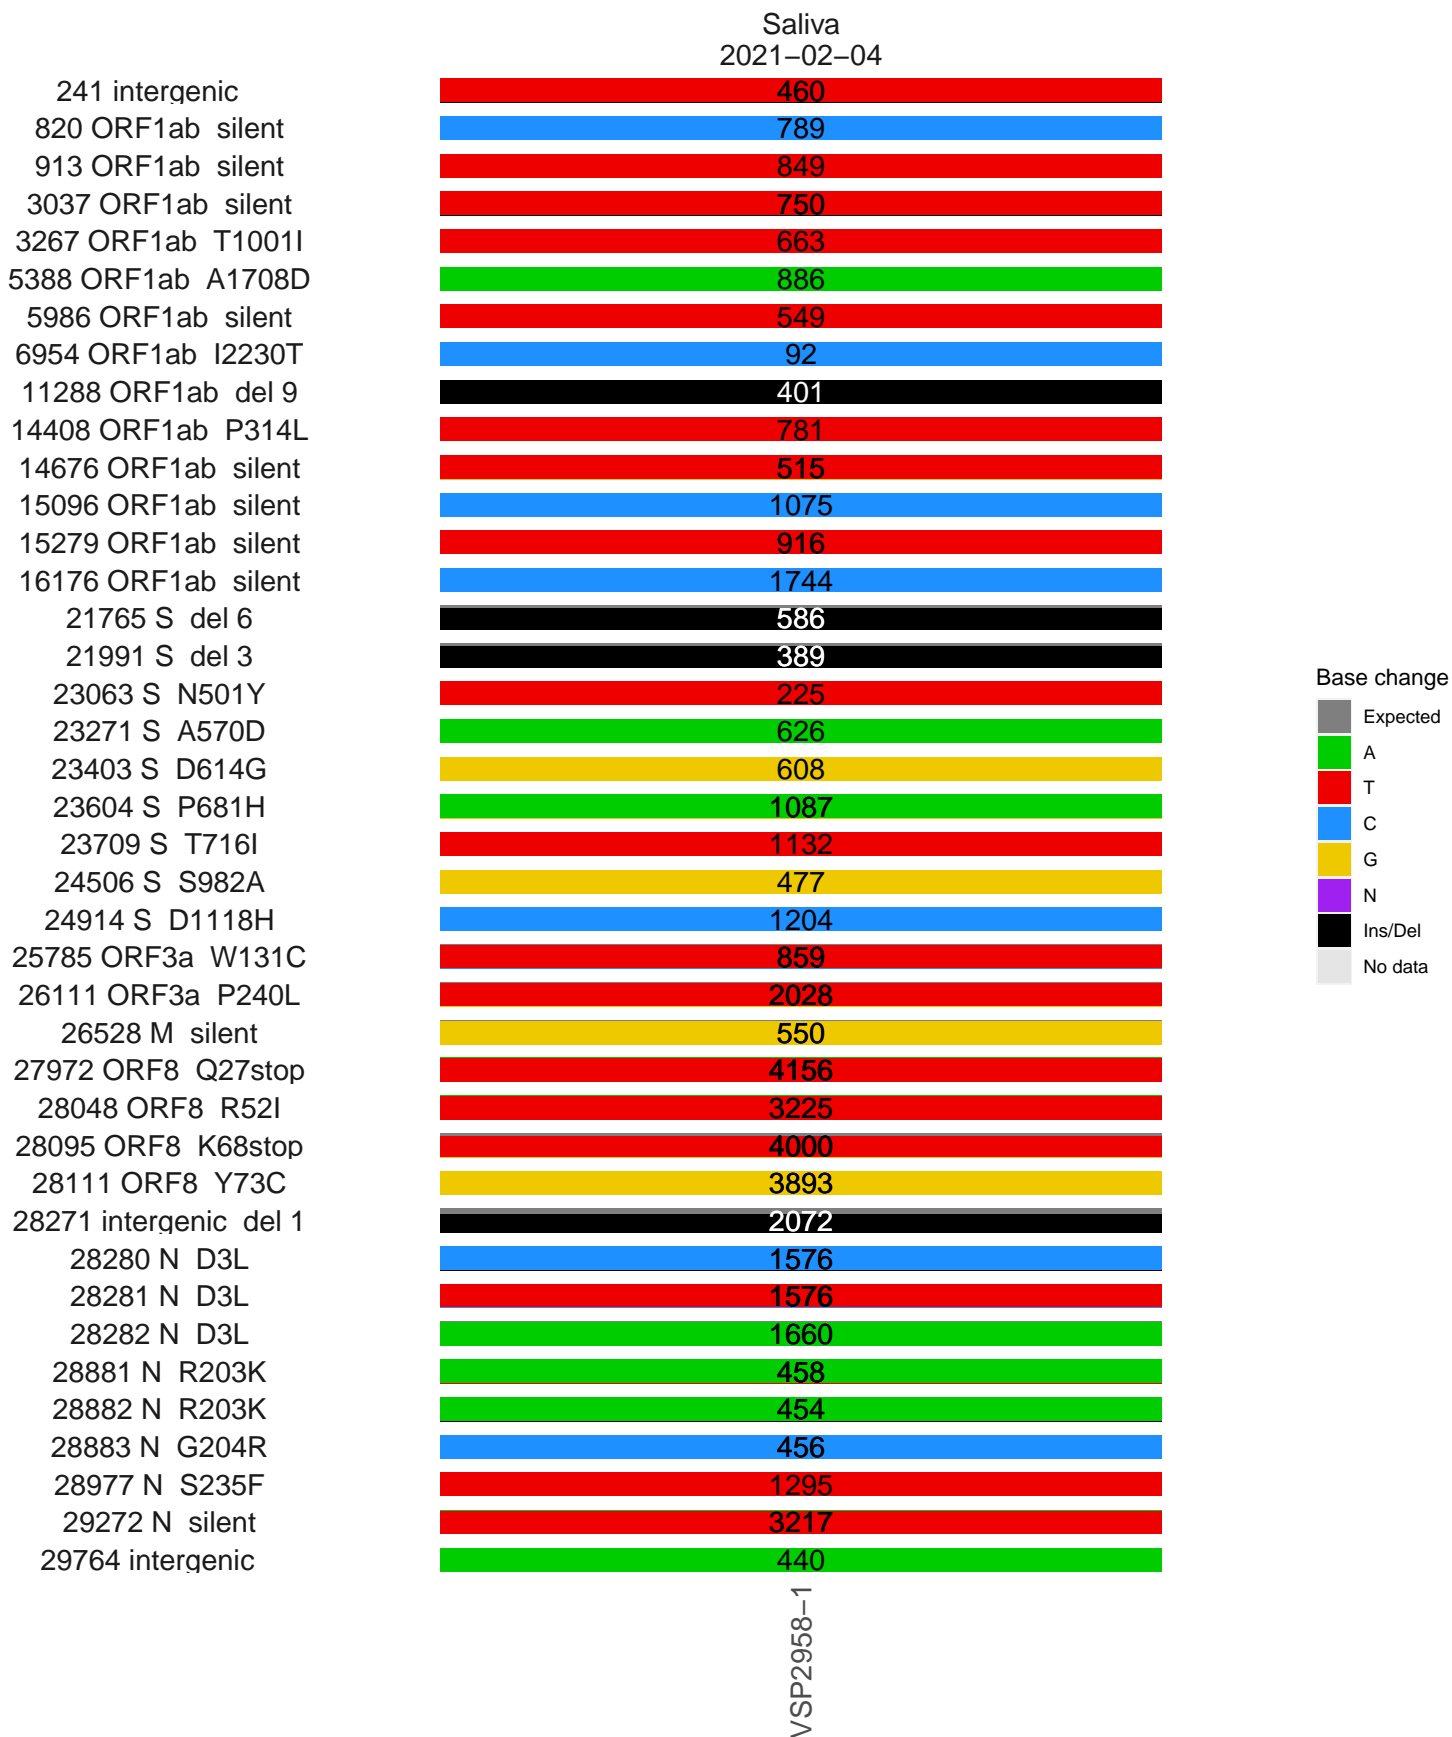 Saliva
2021−02−04
241 intergenic 460
820 ORF1ab silent 789
913 ORF1ab silent 849
3037 ORF1ab silent 750
3267 ORF1ab T1001I 663
5388 ORF1ab A1708D 886
5986 ORF1ab silent 549
6954 ORF1ab I2230T 92
11288 ORF1ab del 9 401
14408 ORF1ab P314L 781
14676 ORF1ab silent 515
15096 ORF1ab silent 1075
15279 ORF1ab silent 916
16176 ORF1ab silent 1744
21765 S del 6 586
21991 S del 3 389
23063 S N501Y 225
23271 S A570D 626
23403 S D614G 608
23604 S P681H 1087
23709 S T716I 1132
24506 S S982A 477
24914 S D1118H 1204
25785 ORF3a W131C 859
26111 ORF3a P240L 2028
26528 M silent 550
27972 ORF8 Q27stop 4156
28048 ORF8 R52I 3225
28095 ORF8 K68stop 4000
28111 ORF8 Y73C 3893
28271 intergenic del 1 2072
28280 N D3L 1576
28281 N D3L 1576
28282 N D3L 1660
28881 N R203K 458
28882 N R203K 454
28883 N G204R 456
28977 N S235F 1295
29272 N silent 3217
29764 intergenic 440
VSP2958−1
Base change
Expected
A
T
C
G
N
Ins/Del
No data